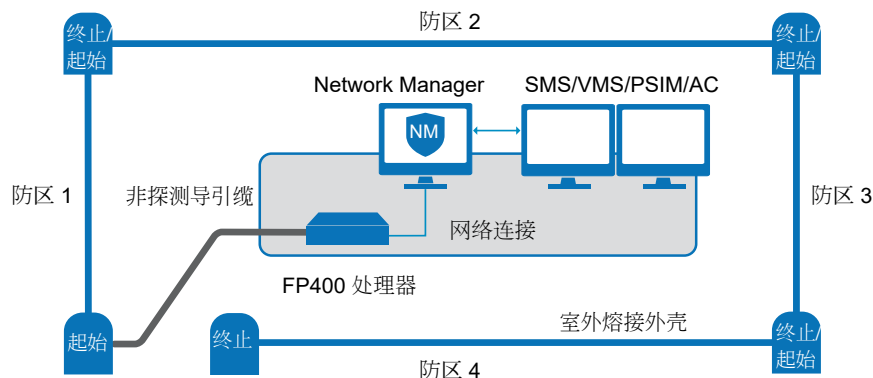 防区 2
终止/
起始
终止/
起始
Network Manager
SMS/VMS/PSIM/AC
NM
防区 1
非探测导引缆
防区 3
网络连接
FP400 处理器
起始
终止
室外熔接外壳
终止/
起始
防区 4